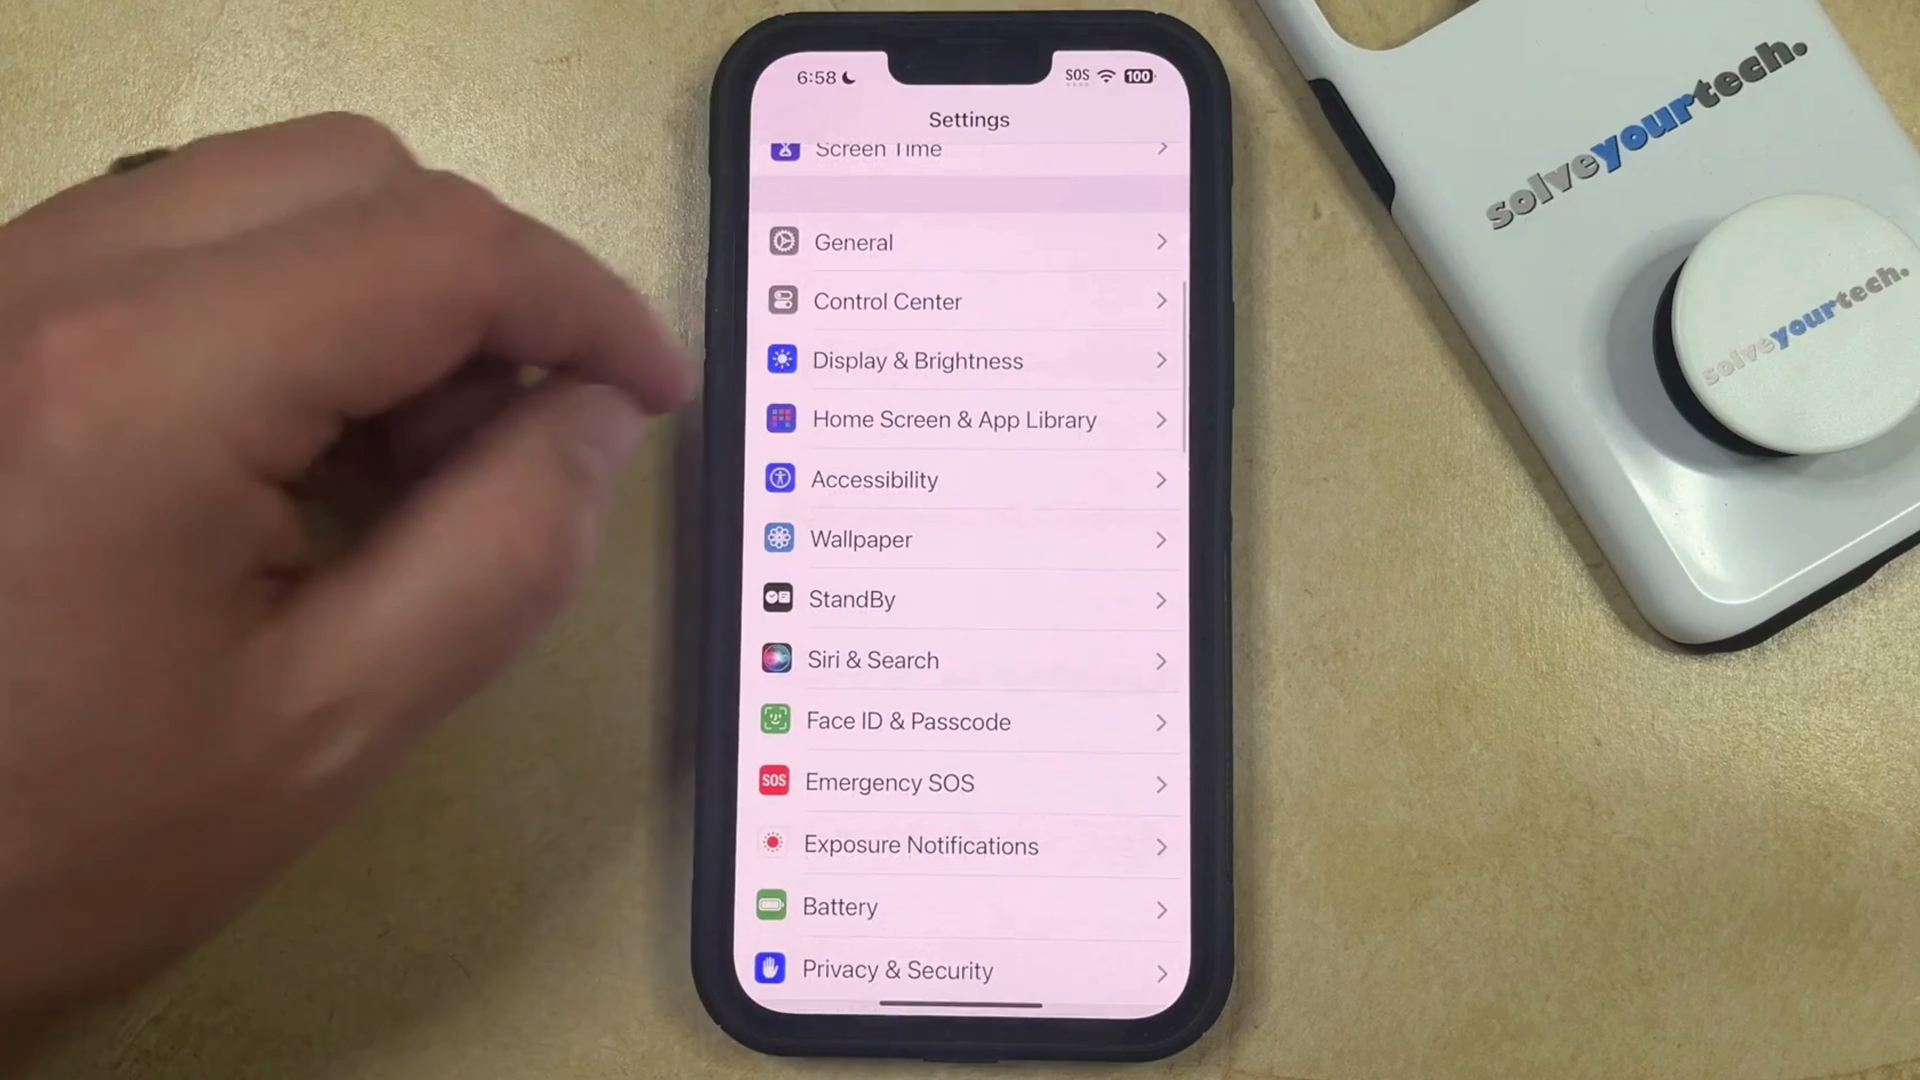 6:58
SOS
100
Settings
Screen Time
General
Control Center
Display & Brightness
Home Screen & App Library
Accessibility
Wallpaper
StandBy
Siri & Search
Face ID & Passcode
SOS
Emergency SOS
Exposure Notifications
Battery
Privacy & Security
solveyourtech.
solveyourtech.